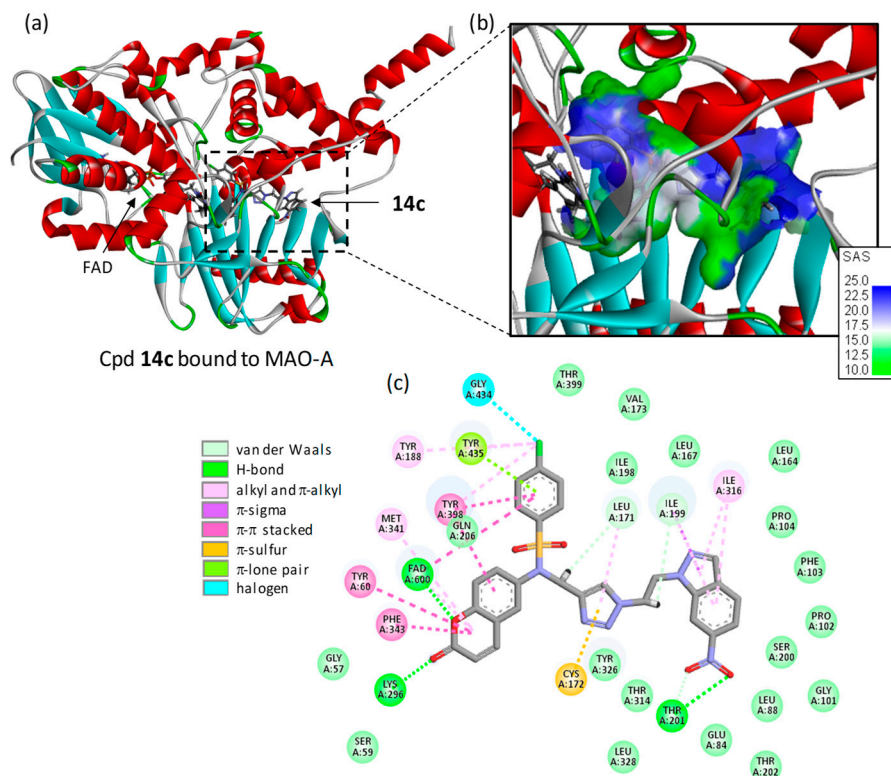 (a)
FAD
14c
Cpd 14c bound to MAO-A
(b)
SAS
25.0
22.5
20.0
17.5
15.0
12.5
10.0
(c)
van der Waals
H-bond
alkyl and π-alkyl
π-sigma
π-π stacked
π-sulfur
π-lone pair
halogen
GLY
A:434
THR
A:399
VAL
A:173
TYR
A:188
TYR
A:435
ILE
A:198
LEU
A:167
LEU
A:164
TYR
A:398
ILE
A:316
MET
A:341
GLN
A:206
LEU
A:171
ILE
A:199
PRO
A:104
FAD
A:600
PHE
A:103
TYR
A:60
PHE
A:343
PRO
A:102
GLY
A:57
LYS
A:296
CYS
A:172
TYR
A:326
SER
A:200
THR
A:314
THR
A:201
LEU
A:88
GLY
A:101
SER
A:59
LEU
A:328
GLU
A:84
THR
A:202
O
O
S
N
N
N
N
N
N
N
O
O
O